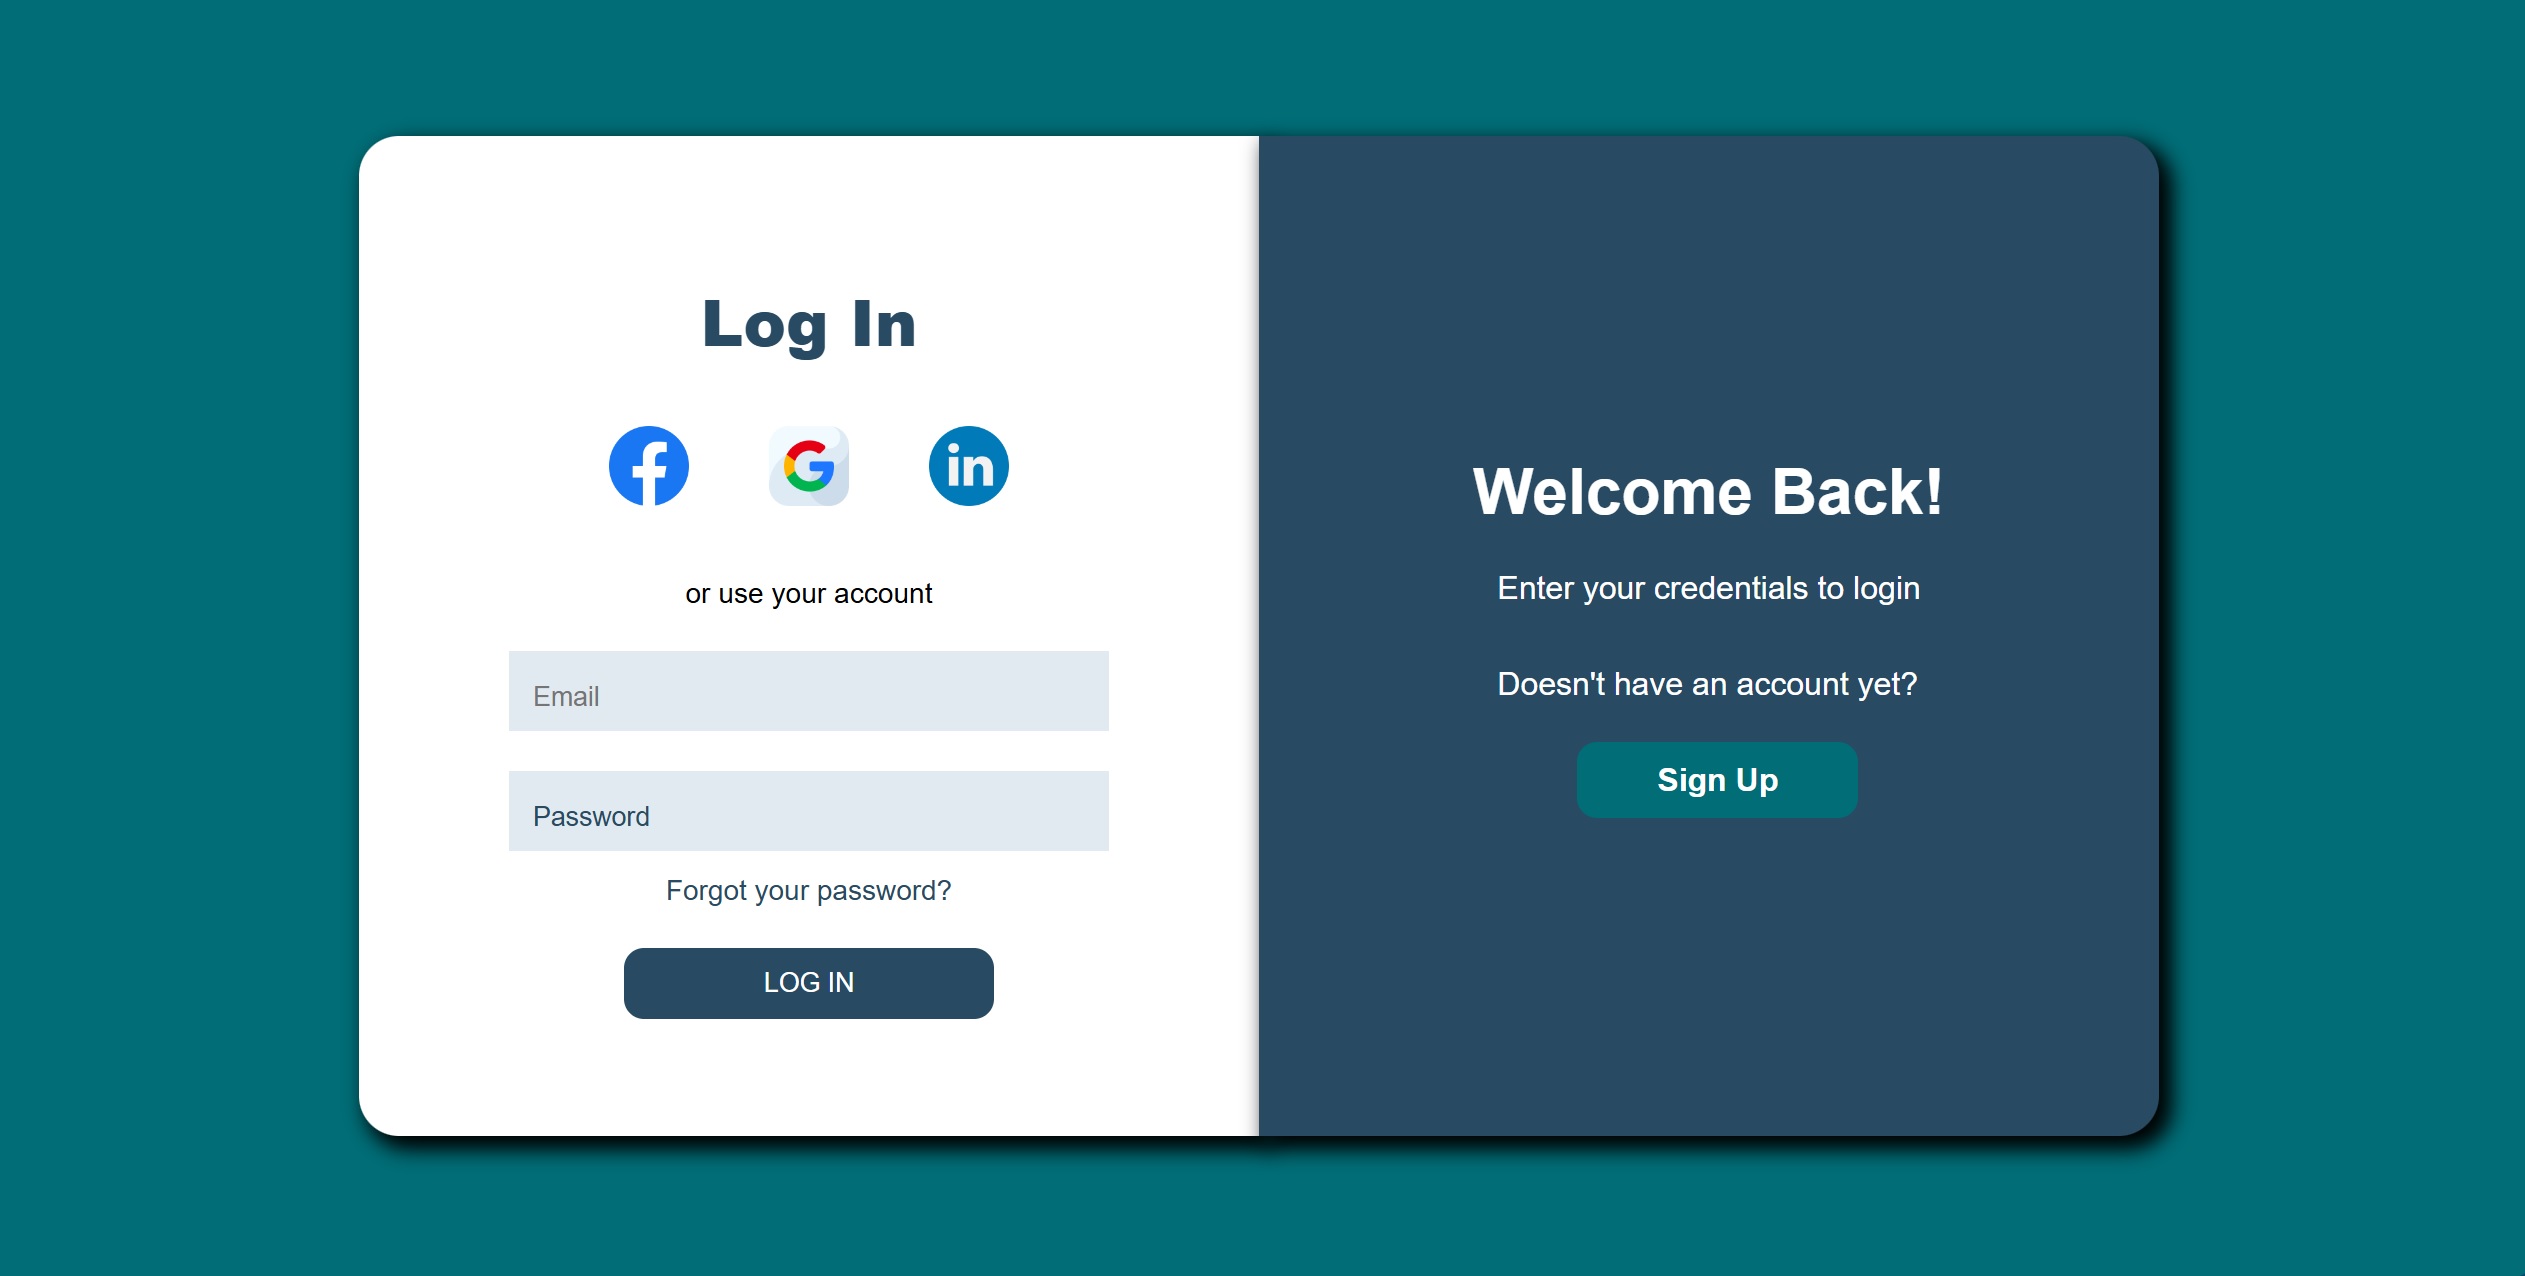 Log In
or use your account
Email
Password
Forgot your password?
LOG IN
Welcome Back!
Enter your credentials to login
Doesn't have an account yet?
Sign Up